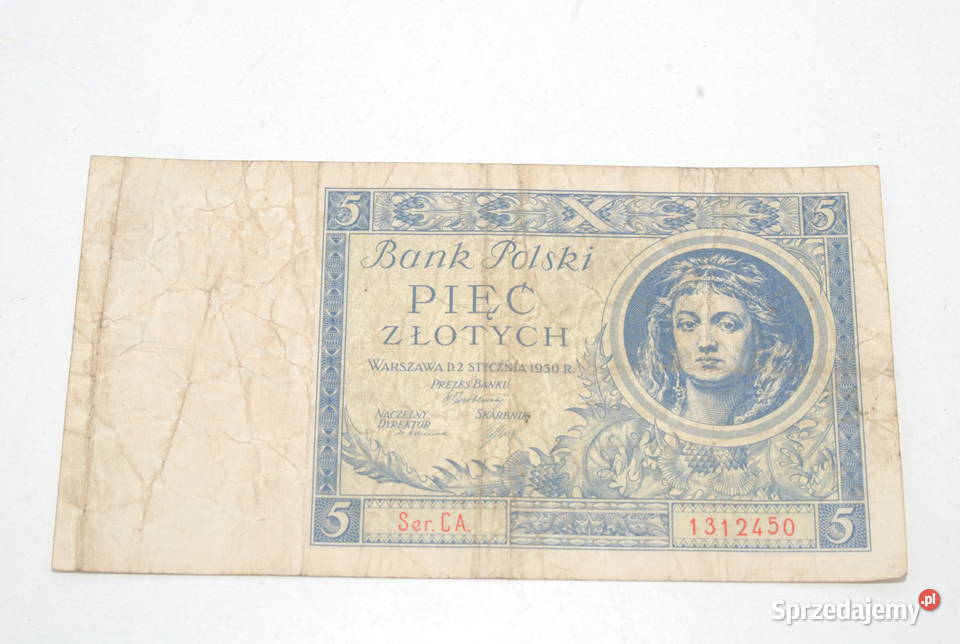 5 5
Bank Polski
PIĘĆ
ZŁOTYCH
WARSZAWA D.2 STYCZNIA 1930 R.
PREZES BANKU
NACZELNY SKARBNIK
DYREKTOR
5 Ser. CA. 1312450 5
Sprzedajemy.pl